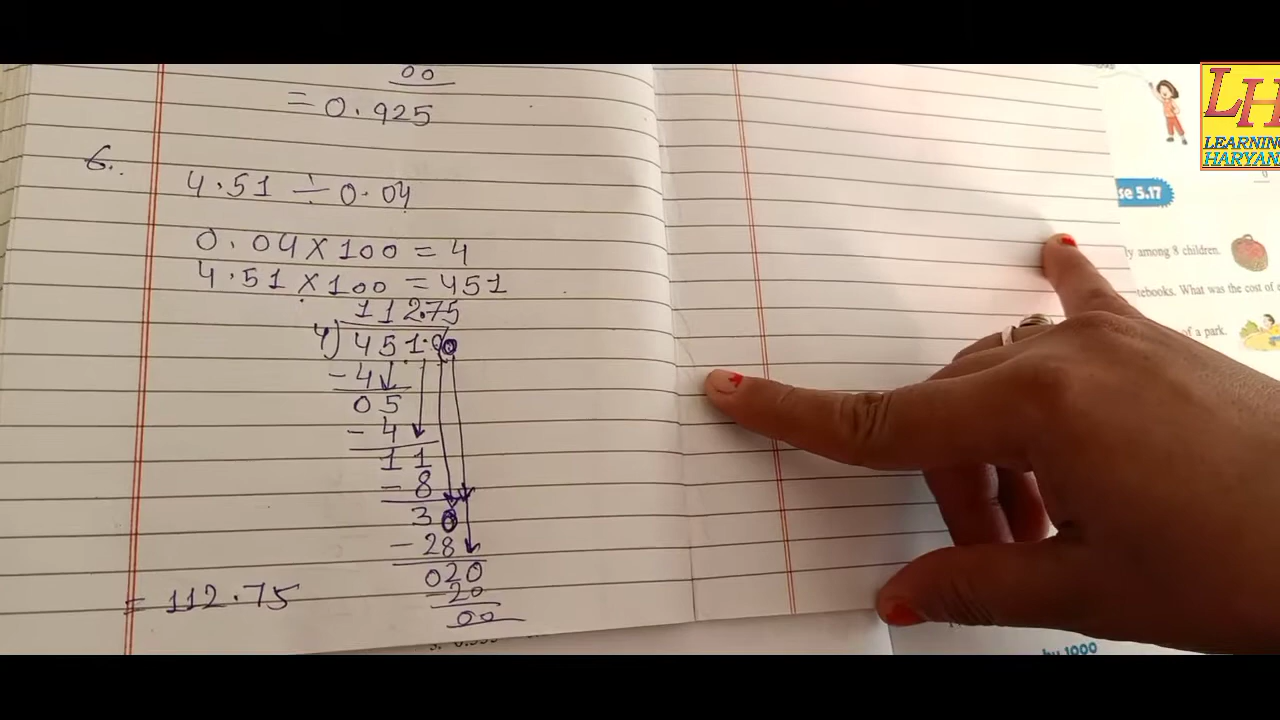 00
= 0.925
6.
4.51 ÷ 0.04
0.04 × 100 = 4
4.51 × 100 = 451
112.75
4) 451.00
- 4
05
- 4
11
- 8
30
- 28
020
20
00
= 112.75
LH
LEARNING
HARYAN
0
se 5.17
ly among 8 children.
tebooks. What was the cost of
of a park.
by 1000